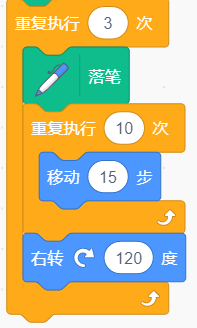 重复执行 3 次
落笔
重复执行 10 次
移动 15 步
右转 120 度